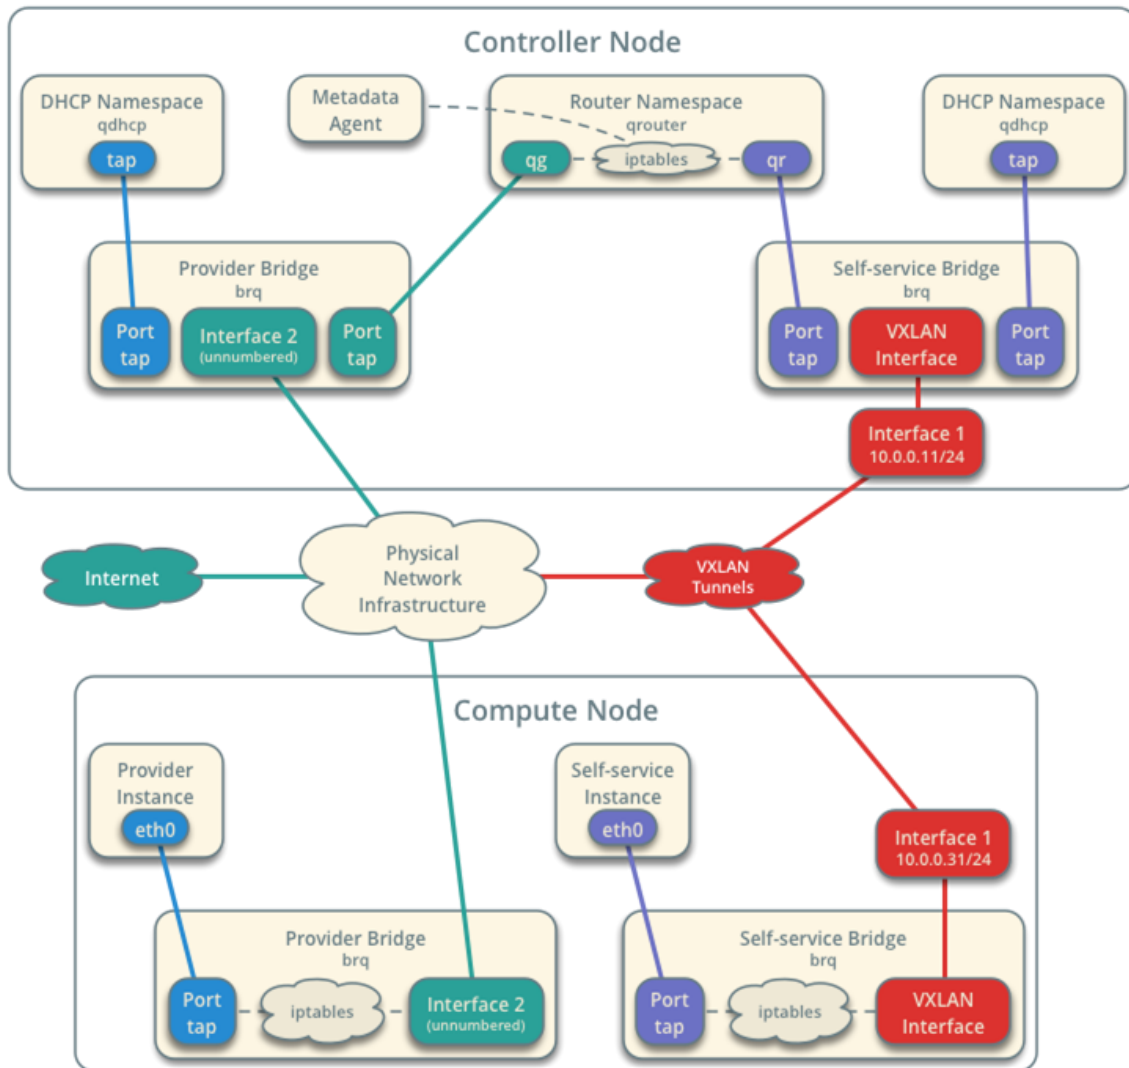 Controller Node
DHCP Namespace
qdhcp
tap
Metadata
Agent
Router Namespace
qrouter
qg
iptables
qr
DHCP Namespace
qdhcp
tap
Provider Bridge
brq
Port
tap
Interface 2
(unnumbered)
Port
tap
Self-service Bridge
brq
Port
tap
VXLAN
Interface
Port
tap
Interface 1
10.0.0.11/24
Internet
Physical
Network
Infrastructure
VXLAN
Tunnels
Compute Node
Provider
Instance
eth0
Self-service
Instance
eth0
Interface 1
10.0.0.31/24
Provider Bridge
brq
Port
tap
iptables
Interface 2
(unnumbered)
Self-service Bridge
brq
Port
tap
iptables
VXLAN
Interface